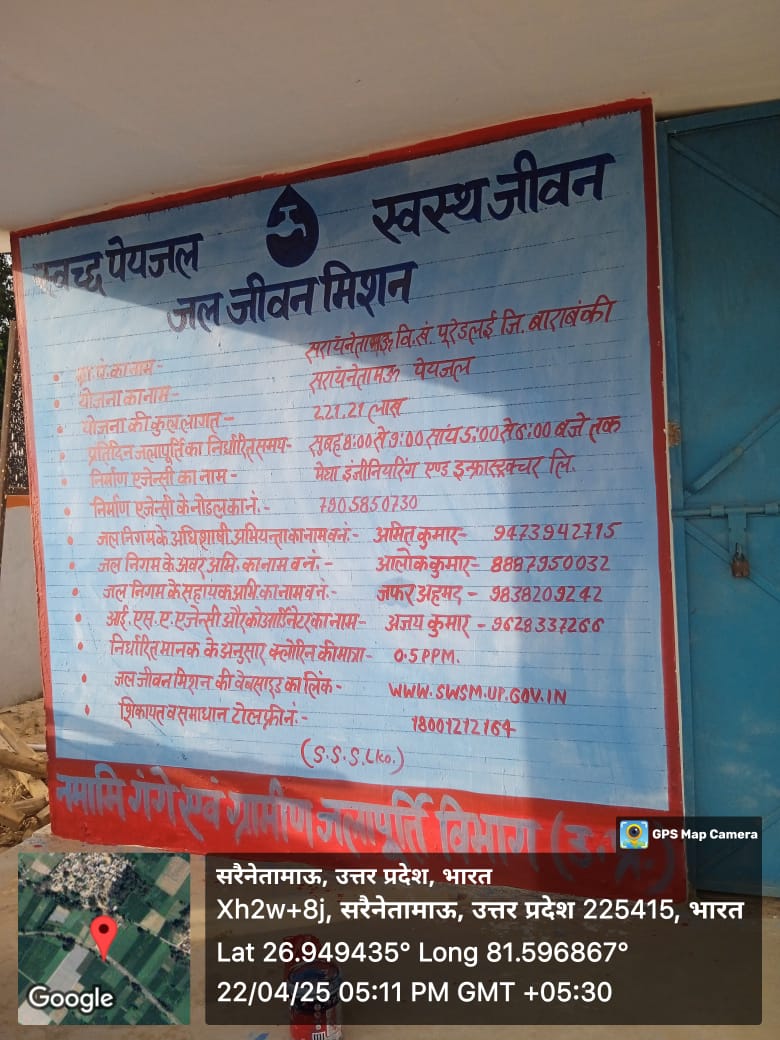 स्वच्छ पेयजल स्वस्थ जीवन
जल जीवन मिशन
ग्रा.पं. का नाम- सरायनेतामऊ वि.खं. पूरेडलई जि. बाराबंकी
योजना का नाम- सरायनेतामऊ पेयजल
योजना की कुल लागत- 221.21 लाख
प्रतिदिन जलापूर्ति का निर्धारित समय- सुबह 8:00 से 9:00 सांय 5:00 से 6:00 बजे तक
निर्माण एजेन्सी का नाम- मेघा इंजीनियरिंग एण्ड इन्फ्रास्ट्रक्चर लि.
निर्माण एजेन्सी के नोडल का नं.- 7905850730
जल निगम के अधिशाषी अभियन्ता का नाम व नं:- अमित कुमार- 9473942715
जल निगम के अवर अभि. का नाम व नं:- आलोक कुमार- 8887950032
जल निगम के सहायक अभि. का नाम व नं:- जफर अहमद- 9838209242
आई. एस. ए. एजेन्सी और कोआर्डिनेटर का नाम- अजय कुमार- 9628337266
निर्धारित मानक के अनुसार क्लोरिन की मात्रा- 0.5 PPM.
जल जीवन मिशन की वेबसाइड का लिंक- WWW.SWSM.UP.GOV.IN
शिकायत व समाधान टोल फ्री नं:- 18001212164
(S.S.S.Lko.)
नमामि गंगे एवं ग्रामीण जलापूर्ति विभाग (उ.प्र.)
GPS Map Camera
सरैनेतामाऊ, उत्तर प्रदेश, भारत
Xh2w+8j, सरैनेतामाऊ, उत्तर प्रदेश 225415, भारत
Lat 26.949435° Long 81.596867°
22/04/25 05:11 PM GMT +05:30
Google